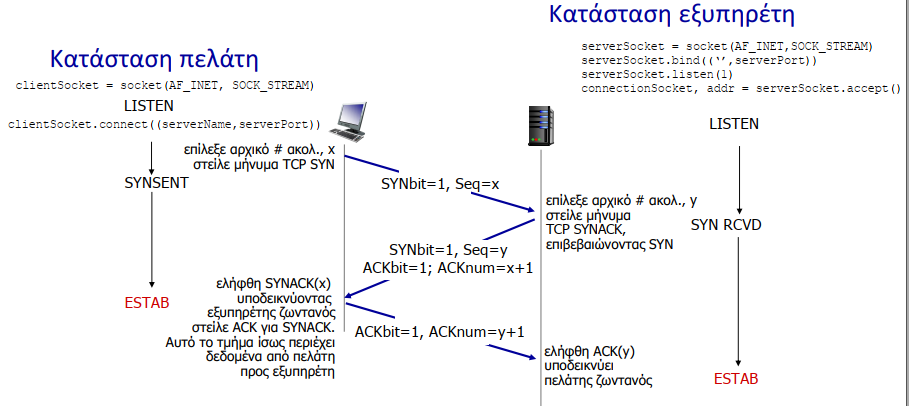 Κατάσταση πελάτη
clientSocket = socket(AF_INET, SOCK_STREAM)
LISTEN
clientSocket.connect((serverName,serverPort))
επίλεξε αρχικό # ακολ., x
στείλε μήνυμα TCP SYN
SYNSENT
ESTAB
ελήφθη SYNACK(x)
υποδεικνύοντας
εξυπηρέτης ζωντανός
στείλε ACK για SYNACK.
Αυτό το τμήμα ίσως περιέχει
δεδομένα από πελάτη
προς εξυπηρέτη
SYNbit=1, Seq=x
SYNbit=1, Seq=y
ACKbit=1; ACKnum=x+1
ACKbit=1, ACKnum=y+1
Κατάσταση εξυπηρέτη
serverSocket = socket(AF_INET,SOCK_STREAM)
serverSocket.bind((‘’,serverPort))
serverSocket.listen(1)
connectionSocket, addr = serverSocket.accept()
LISTEN
επίλεξε αρχικό # ακολ., y
στείλε μήνυμα
TCP SYNACK,
επιβεβαιώνοντας SYN
SYN RCVD
ελήφθη ACK(y)
υποδεικνύει
πελάτης ζωντανός
ESTAB